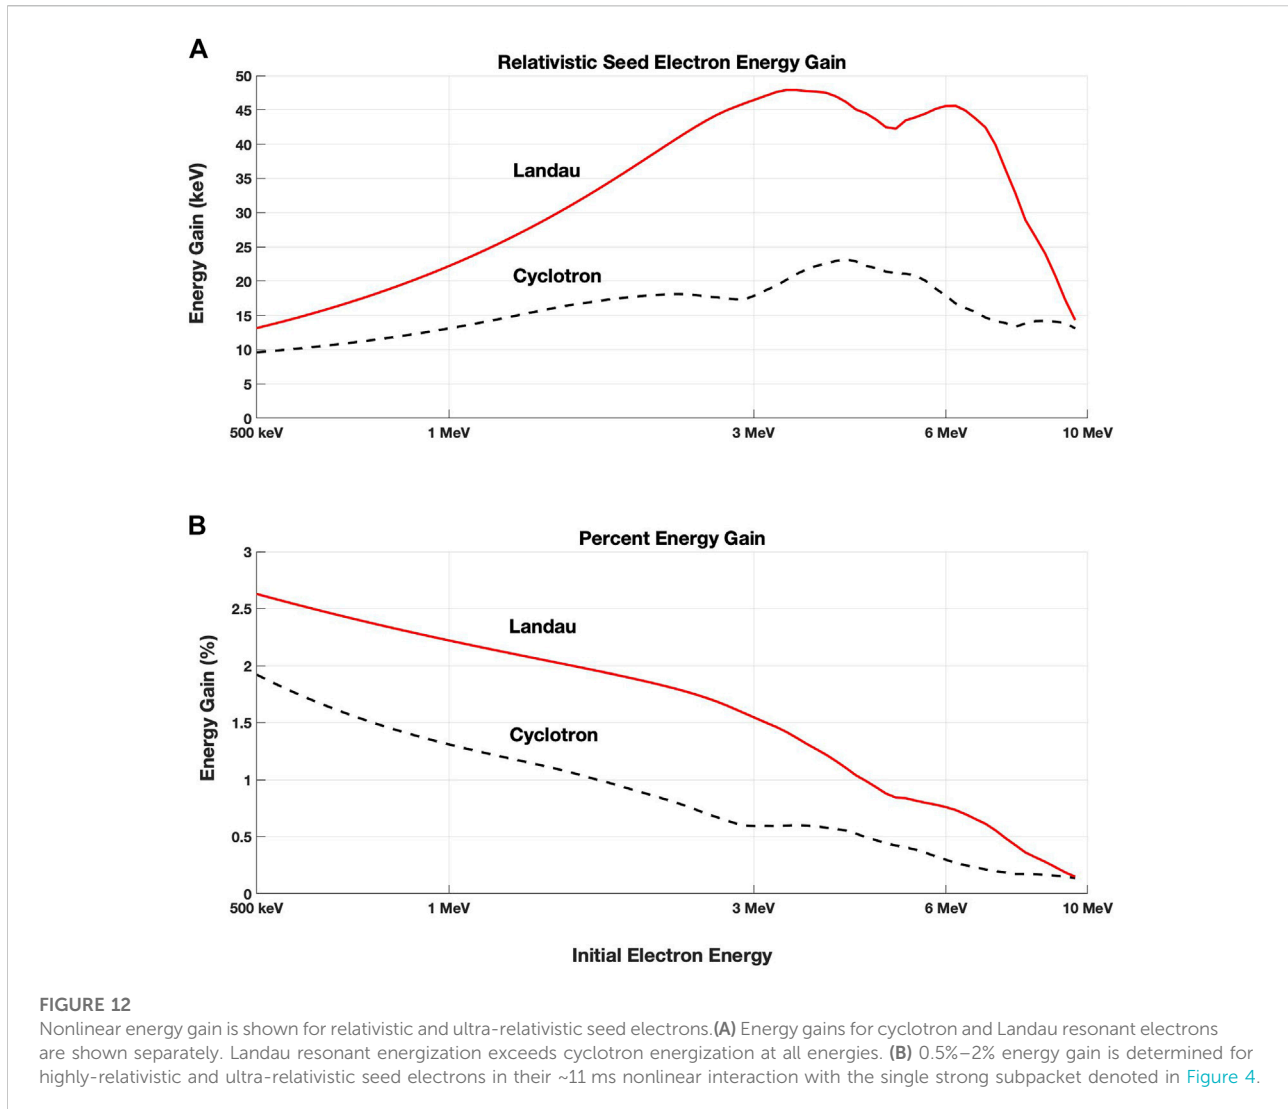 A
Relativistic Seed Electron Energy Gain
50
45
40
35
30
25
20
15
10
5
0
Energy Gain (keV)
Landau
Cyclotron
500 keV
1 MeV
3 MeV
6 MeV
10 MeV
B
Percent Energy Gain
3
2.5
2
1.5
1
0.5
0
Energy Gain (%)
Landau
Cyclotron
500 keV
1 MeV
3 MeV
6 MeV
10 MeV
Initial Electron Energy
FIGURE 12
Nonlinear energy gain is shown for relativistic and ultra-relativistic seed electrons.(A) Energy gains for cyclotron and Landau resonant electrons
are shown separately. Landau resonant energization exceeds cyclotron energization at all energies. (B) 0.5%–2% energy gain is determined for
highly-relativistic and ultra-relativistic seed electrons in their ~11 ms nonlinear interaction with the single strong subpacket denoted in Figure 4.